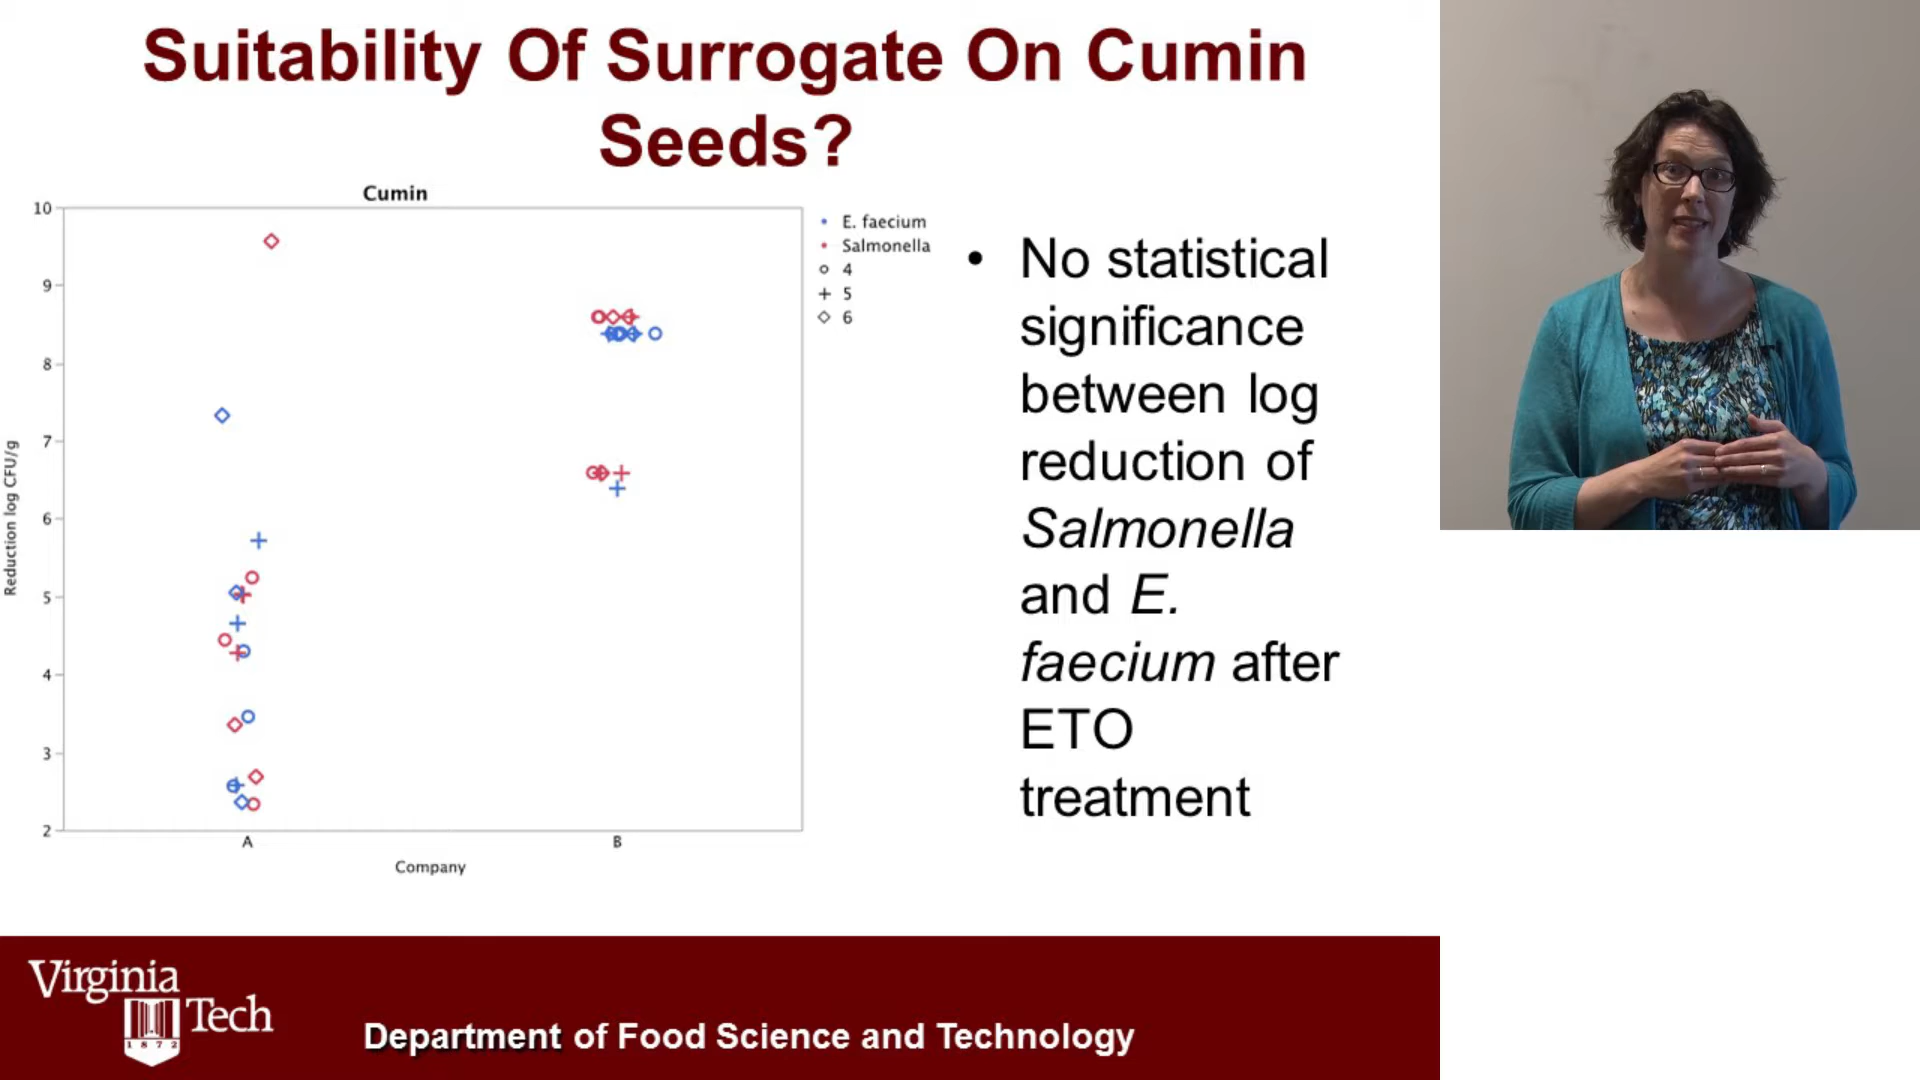 Suitability Of Surrogate On Cumin
Seeds?
Cumin
10
9
8
7
6
5
4
3
2
Reduction log CFU/g
A
B
Company
E. faecium
Salmonella
4
5
6
• No statistical
significance
between log
reduction of
Salmonella
and E.
faecium after
ETO
treatment
Virginia
Tech
1872
Department of Food Science and Technology